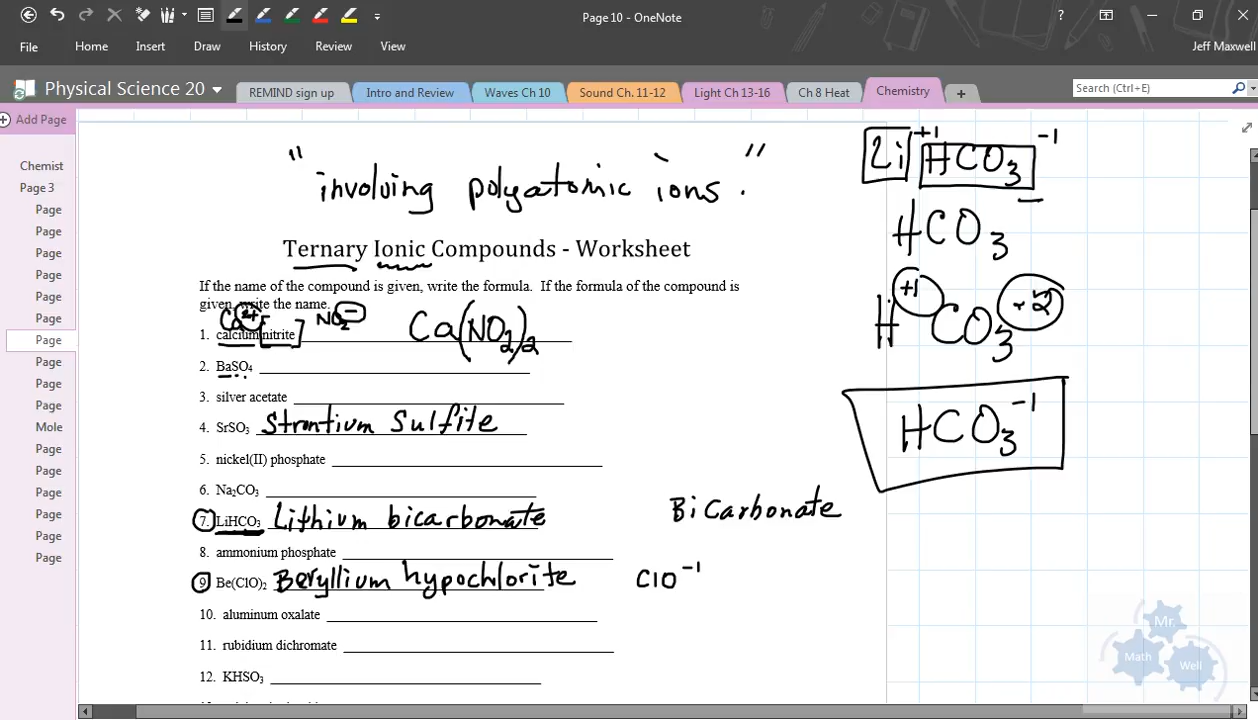 Page 10 - OneNote
?
File
Home
Insert
Draw
History
Review
View
Jeff Maxwell
Physical Science 20
REMIND sign up
Intro and Review
Waves Ch 10
Sound Ch. 11-12
Light Ch 13-16
Ch 8 Heat
Chemistry
+
Search (Ctrl+E)
Add Page
Chemist
Page 3
Page
Page
Page
Page
Page
Page
Page
Page
Page
Page
Mole
Page
Page
Page
Page
Page
Page
"involving polyatomic ions."
Ternary Ionic Compounds - Worksheet
If the name of the compound is given, write the formula. If the formula of the compound is
given, write the name.
Ca2+ NO2-
1. calcium nitrite Ca(NO2)2
2. BaSO4
3. silver acetate
4. SrSO3 Strontium Sulfite
5. nickel(II) phosphate
6. Na2CO3
7. LiHCO3 Lithium bicarbonate
8. ammonium phosphate
9. Be(ClO)2 Beryllium hypochlorite
10. aluminum oxalate
11. rubidium dichromate
12. KHSO3
Li+1 HCO3-1
HCO3
H+1 CO3-2
HCO3-1
Bicarbonate
ClO-1
Mr.
Math
Well